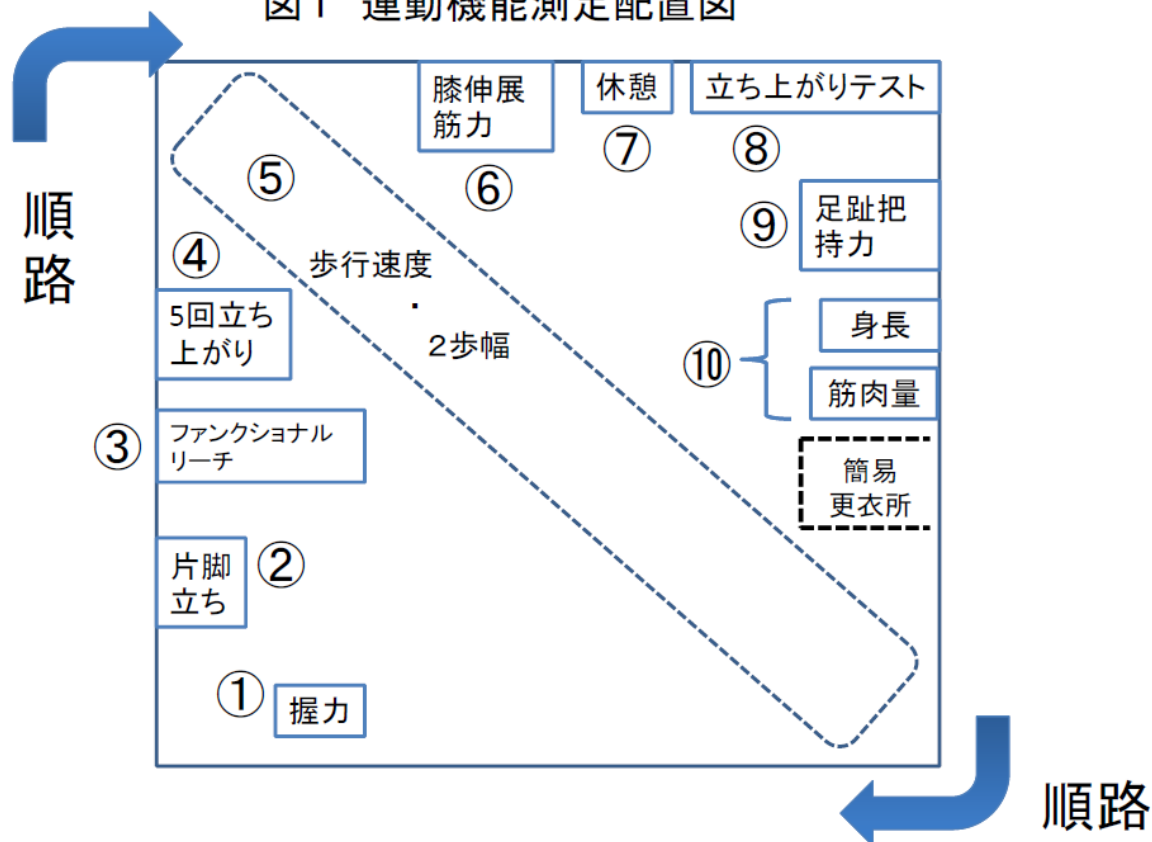 図1 運動機能測定配置図
順
路
膝伸展
筋力
⑥
休憩
⑦
立ち上がりテスト
⑧
⑤
④
5回立ち
上がり
歩行速度
・
2歩幅
⑨
足趾把
持力
⑩
身長
筋肉量
簡易
更衣所
③
ファンクショナル
リーチ
片脚
立ち
②
①
握力
順路